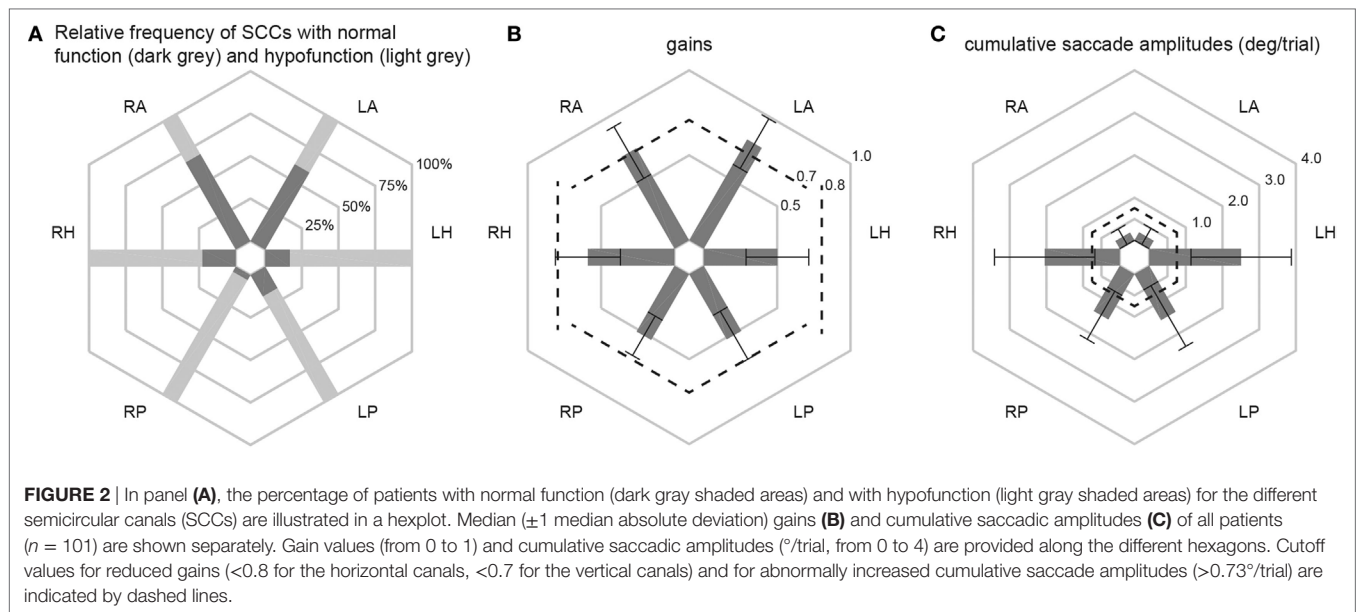 A Relative frequency of SCCs with normal
function (dark grey) and hypofunction (light grey)
RA
LA
100%
75%
50%
25%
RH
LH
RP
LP
B
gains
RA
LA
1.0
0.7
0.8
0.5
RH
LH
RP
LP
C
cumulative saccade amplitudes (deg/trial)
RA
LA
4.0
3.0
2.0
1.0
RH
LH
RP
LP
FIGURE 2 | In panel (A), the percentage of patients with normal function (dark gray shaded areas) and with hypofunction (light gray shaded areas) for the different
semicircular canals (SCCs) are illustrated in a hexplot. Median (±1 median absolute deviation) gains (B) and cumulative saccadic amplitudes (C) of all patients
(n = 101) are shown separately. Gain values (from 0 to 1) and cumulative saccadic amplitudes (°/trial, from 0 to 4) are provided along the different hexagons. Cutoff
values for reduced gains (<0.8 for the horizontal canals, <0.7 for the vertical canals) and for abnormally increased cumulative saccade amplitudes (>0.73°/trial) are
indicated by dashed lines.